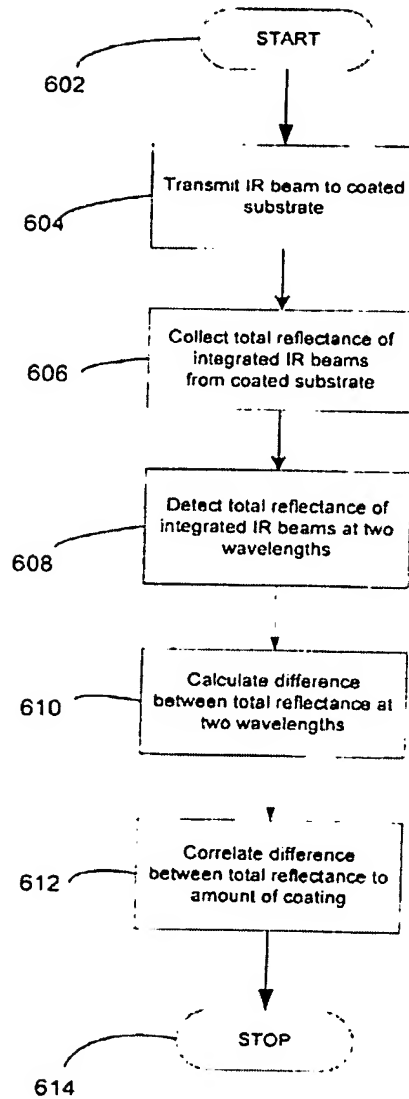 START
602
Transmit IR beam to coated
substrate
604
Collect total reflectance of
integrated IR beams
from coated substrate
606
Detect total reflectance of
integrated IR beams at two
wavelengths
608
Calculate difference
between total reflectance at
two wavelengths
610
Correlate difference
between total reflectance to
amount of coating
612
STOP
614